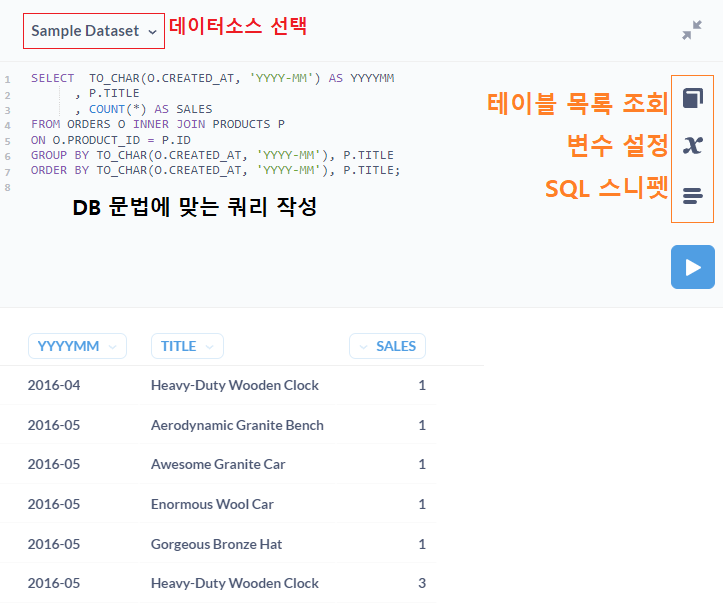 Sample Dataset 데이터소스 선택
1 SELECT TO_CHAR(O.CREATED_AT, 'YYYY-MM') AS YYYYMM
2 , P.TITLE
3 , COUNT(*) AS SALES
4 FROM ORDERS O INNER JOIN PRODUCTS P
5 ON O.PRODUCT_ID = P.ID
6 GROUP BY TO_CHAR(O.CREATED_AT, 'YYYY-MM'), P.TITLE
7 ORDER BY TO_CHAR(O.CREATED_AT, 'YYYY-MM'), P.TITLE;
8
테이블 목록 조회
변수 설정 x
SQL 스니펫
DB 문법에 맞는 쿼리 작성
YYYYMM TITLE SALES
2016-04 Heavy-Duty Wooden Clock 1
2016-05 Aerodynamic Granite Bench 1
2016-05 Awesome Granite Car 1
2016-05 Enormous Wool Car 1
2016-05 Gorgeous Bronze Hat 1
2016-05 Heavy-Duty Wooden Clock 3